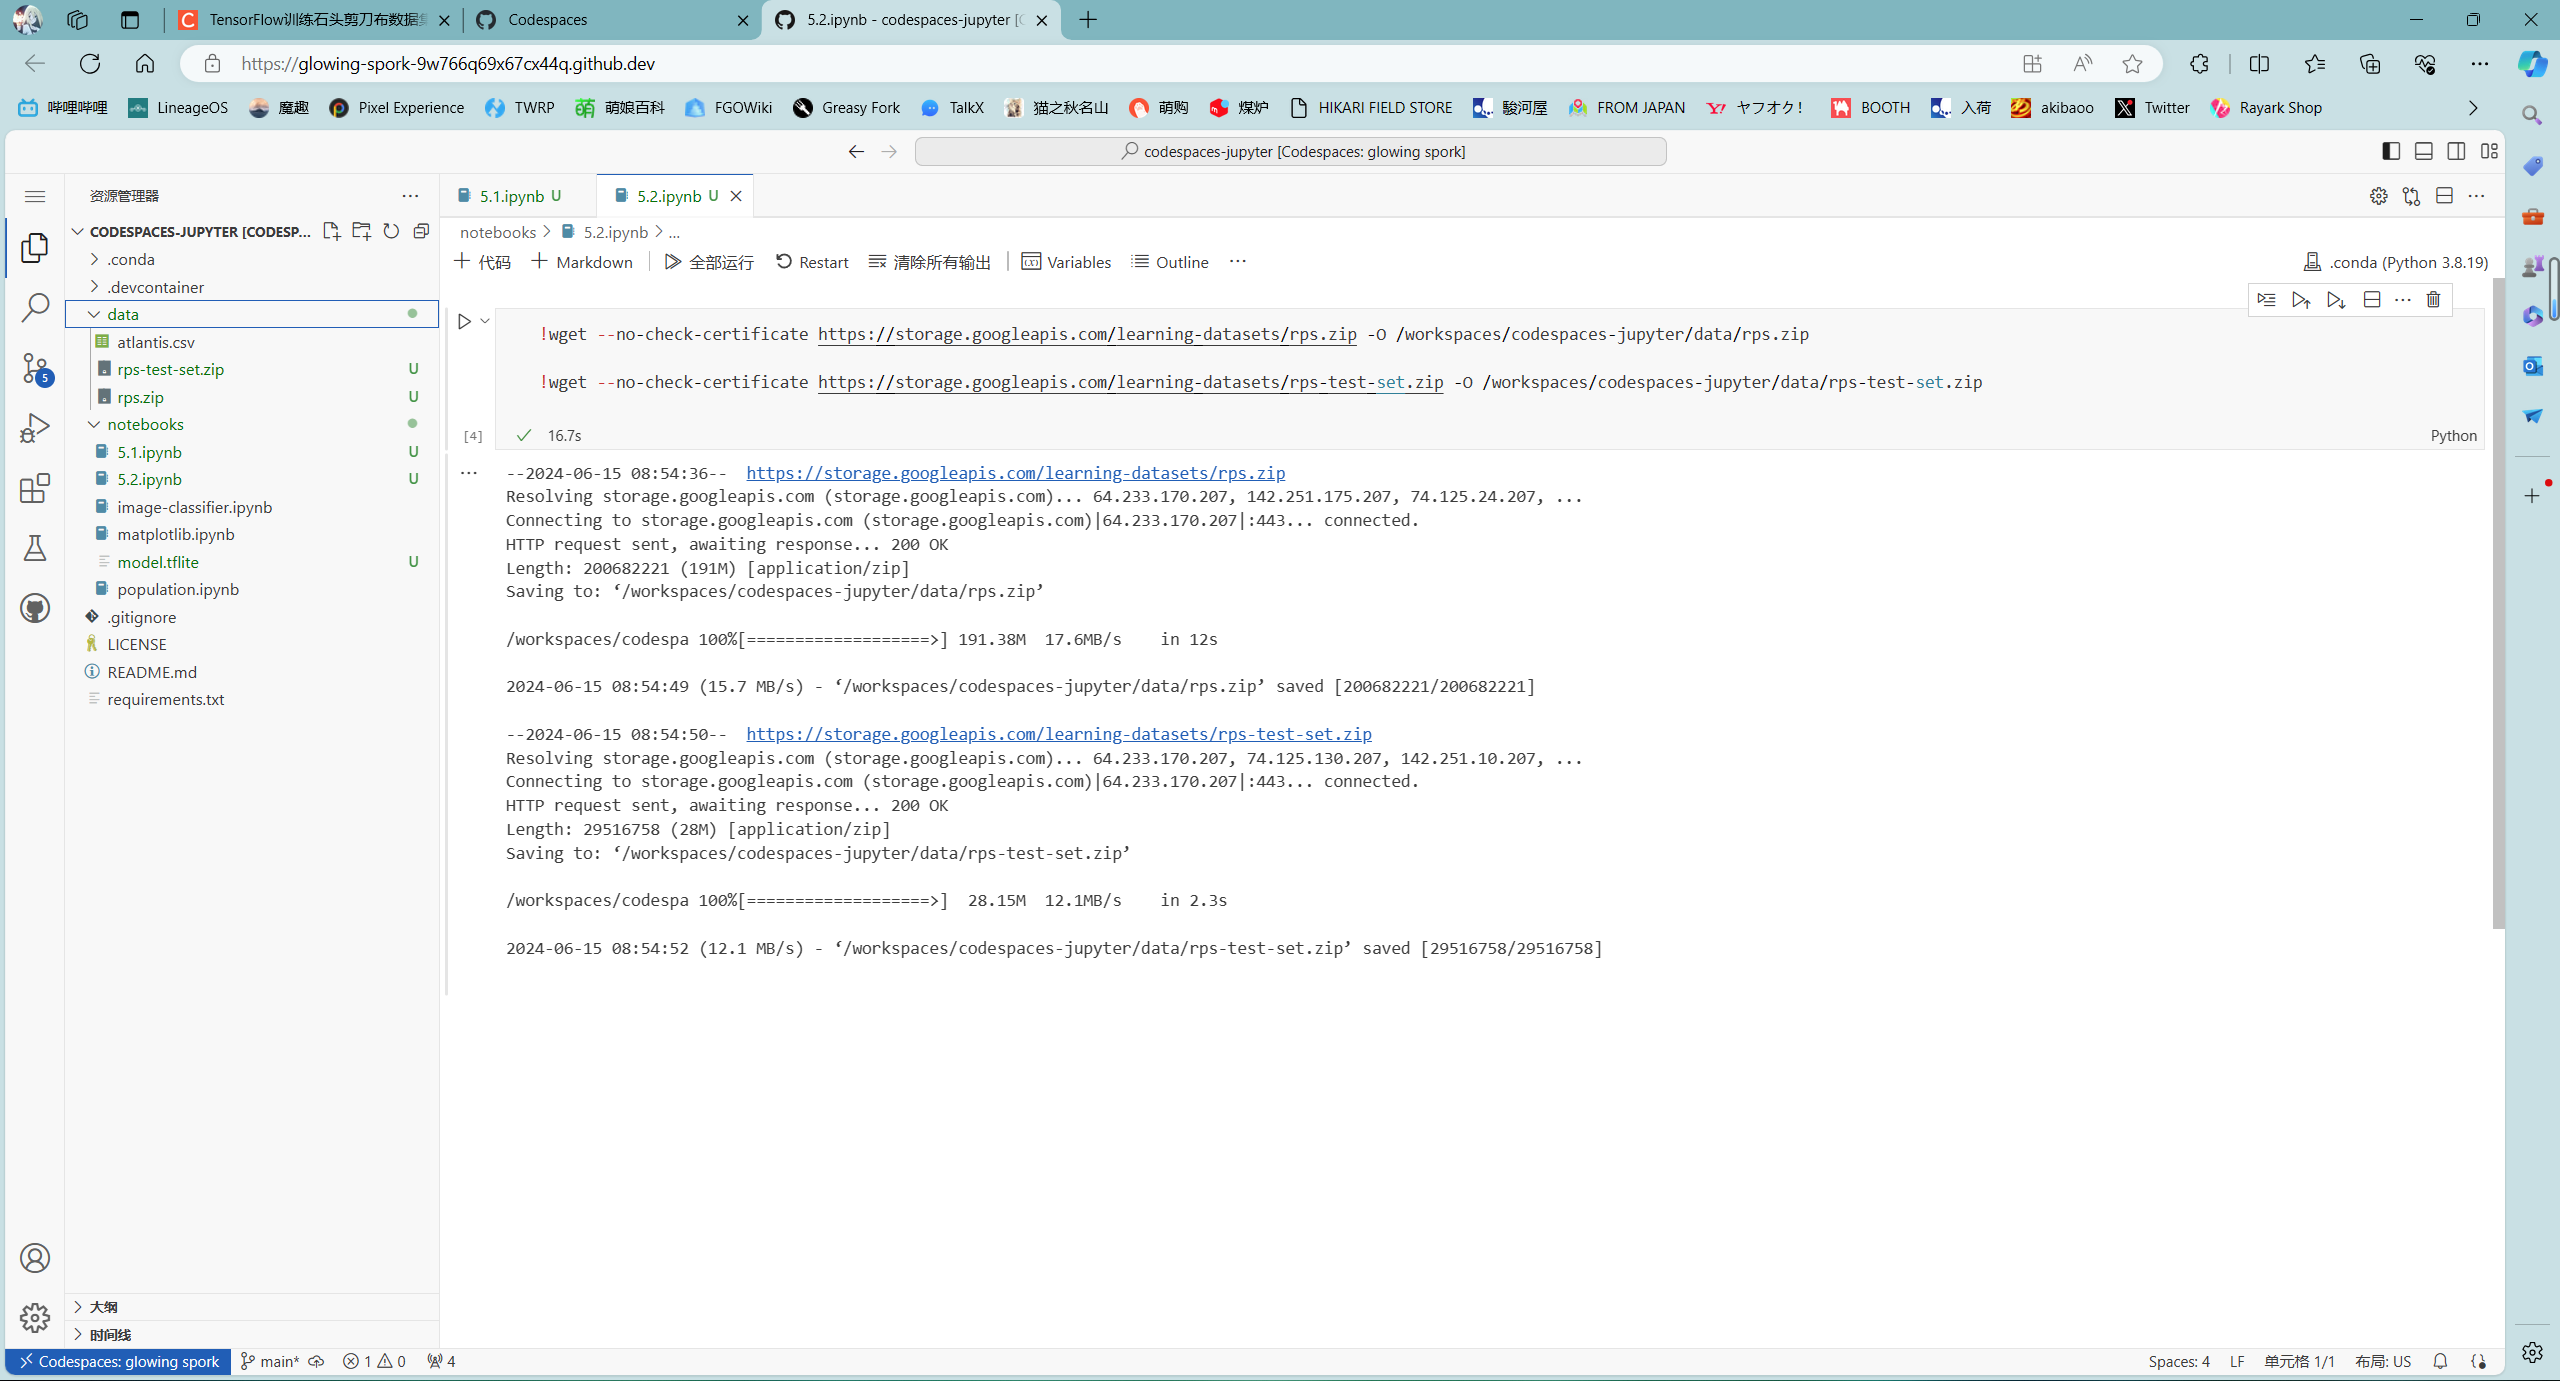 TensorFlow训练石头剪刀布数据集
Codespaces
5.2.ipynb - codespaces-jupyter [C
https://glowing-spork-9w766q69x67cx44q.github.dev
哔哩哔哩 LineageOS 魔趣 Pixel Experience TWRP 萌娘百科 FGOWiki Greasy Fork TalkX 猫之秋名山 萌购 煤炉 HIKARI FIELD STORE 駿河屋 FROM JAPAN ヤフオク! BOOTH 入荷 akibaoo Twitter Rayark Shop
codespaces-jupyter [Codespaces: glowing spork]
资源管理器
CODESPACES-JUPYTER [CODESP...
.conda
.devcontainer
data
atlantis.csv
rps-test-set.zip U
rps.zip U
notebooks
5.1.ipynb U
5.2.ipynb U
image-classifier.ipynb
matplotlib.ipynb
model.tflite U
population.ipynb
.gitignore
LICENSE
README.md
requirements.txt
5
大纲
时间线
5.1.ipynb U
5.2.ipynb U
notebooks > 5.2.ipynb > ...
代码 Markdown 全部运行 Restart 清除所有输出 Variables Outline ...
.conda (Python 3.8.19)
!wget --no-check-certificate https://storage.googleapis.com/learning-datasets/rps.zip -O /workspaces/codespaces-jupyter/data/rps.zip
!wget --no-check-certificate https://storage.googleapis.com/learning-datasets/rps-test-set.zip -O /workspaces/codespaces-jupyter/data/rps-test-set.zip
[4] 16.7s Python
--2024-06-15 08:54:36-- https://storage.googleapis.com/learning-datasets/rps.zip
Resolving storage.googleapis.com (storage.googleapis.com)... 64.233.170.207, 142.251.175.207, 74.125.24.207, ...
Connecting to storage.googleapis.com (storage.googleapis.com)|64.233.170.207|:443... connected.
HTTP request sent, awaiting response... 200 OK
Length: 200682221 (191M) [application/zip]
Saving to: ‘/workspaces/codespaces-jupyter/data/rps.zip’
/workspaces/codespa 100%[===================>] 191.38M 17.6MB/s in 12s
2024-06-15 08:54:49 (15.7 MB/s) - ‘/workspaces/codespaces-jupyter/data/rps.zip’ saved [200682221/200682221]
--2024-06-15 08:54:50-- https://storage.googleapis.com/learning-datasets/rps-test-set.zip
Resolving storage.googleapis.com (storage.googleapis.com)... 64.233.170.207, 74.125.130.207, 142.251.10.207, ...
Connecting to storage.googleapis.com (storage.googleapis.com)|64.233.170.207|:443... connected.
HTTP request sent, awaiting response... 200 OK
Length: 29516758 (28M) [application/zip]
Saving to: ‘/workspaces/codespaces-jupyter/data/rps-test-set.zip’
/workspaces/codespa 100%[===================>] 28.15M 12.1MB/s in 2.3s
2024-06-15 08:54:52 (12.1 MB/s) - ‘/workspaces/codespaces-jupyter/data/rps-test-set.zip’ saved [29516758/29516758]
Codespaces: glowing spork main* 1 0 4
Spaces: 4 LF 单元格 1/1 布局: US